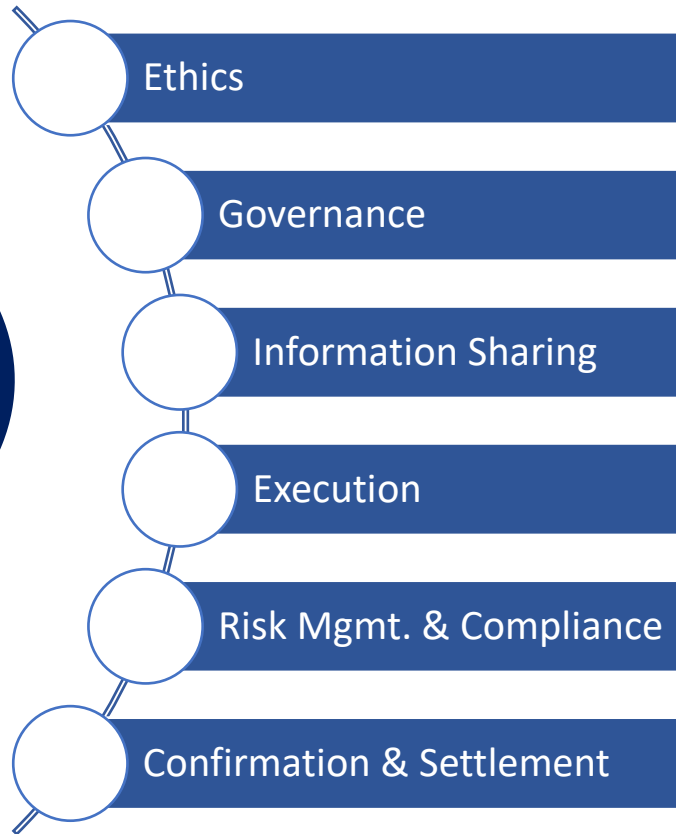 Ethics
Governance
Information Sharing
Execution
Risk Mgmt. & Compliance
Confirmation & Settlement